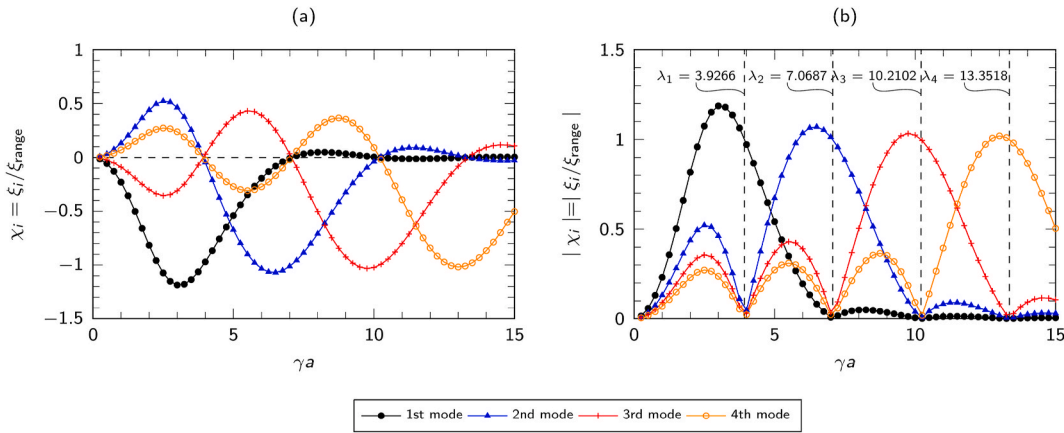 (a)
(b)
1
0.5
0
−0.5
−1
−1.5
χᵢ = ξᵢ/ξrange
0
5
10
15
γa
1.5
1
0.5
0
| χᵢ |=| ξᵢ/ξrange |
λ₁ = 3.9266
λ₂ = 7.0687
λ₃ = 10.2102
λ₄ = 13.3518
0
5
10
15
γa
1st mode
2nd mode
3rd mode
4th mode